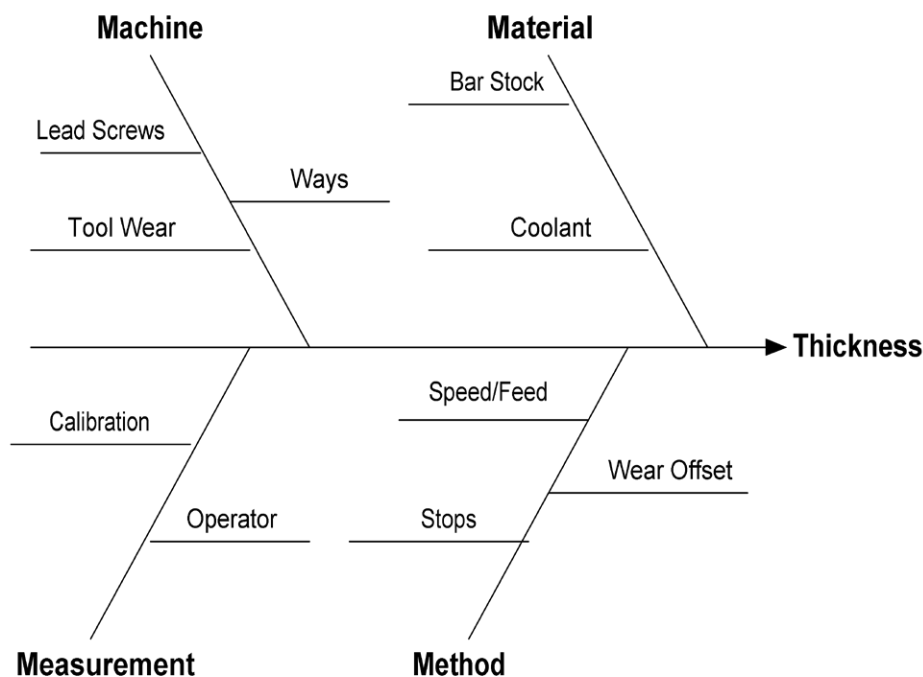 Machine
Material
Bar Stock
Lead Screws
Ways
Tool Wear
Coolant
Thickness
Speed/Feed
Calibration
Wear Offset
Operator
Stops
Measurement
Method